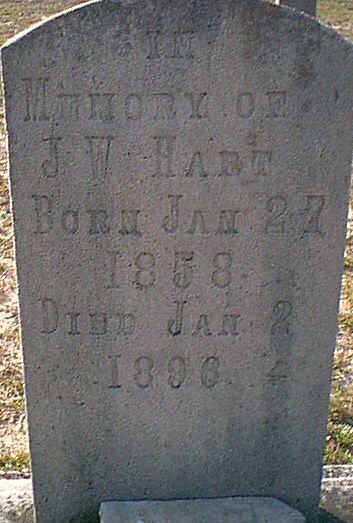 IN
MEMORY OF
J W HART
BORN JAN 27
1858
DIED JAN 2
1896